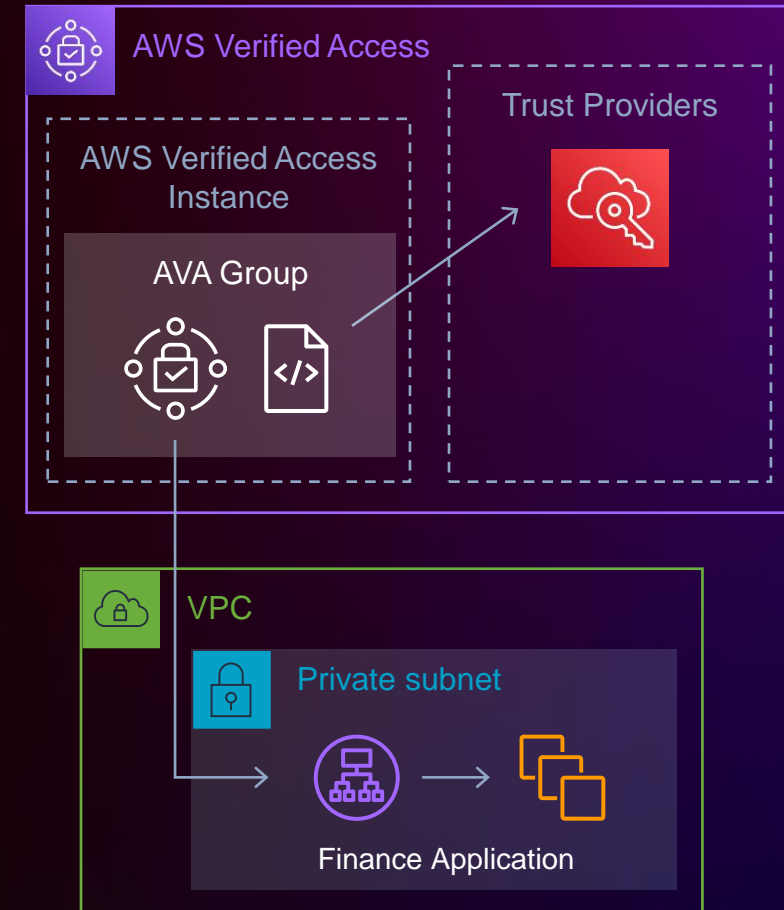 AWS Verified Access
Trust Providers
AWS Verified Access
Instance
AVA Group
</>
VPC
Private subnet
Finance Application